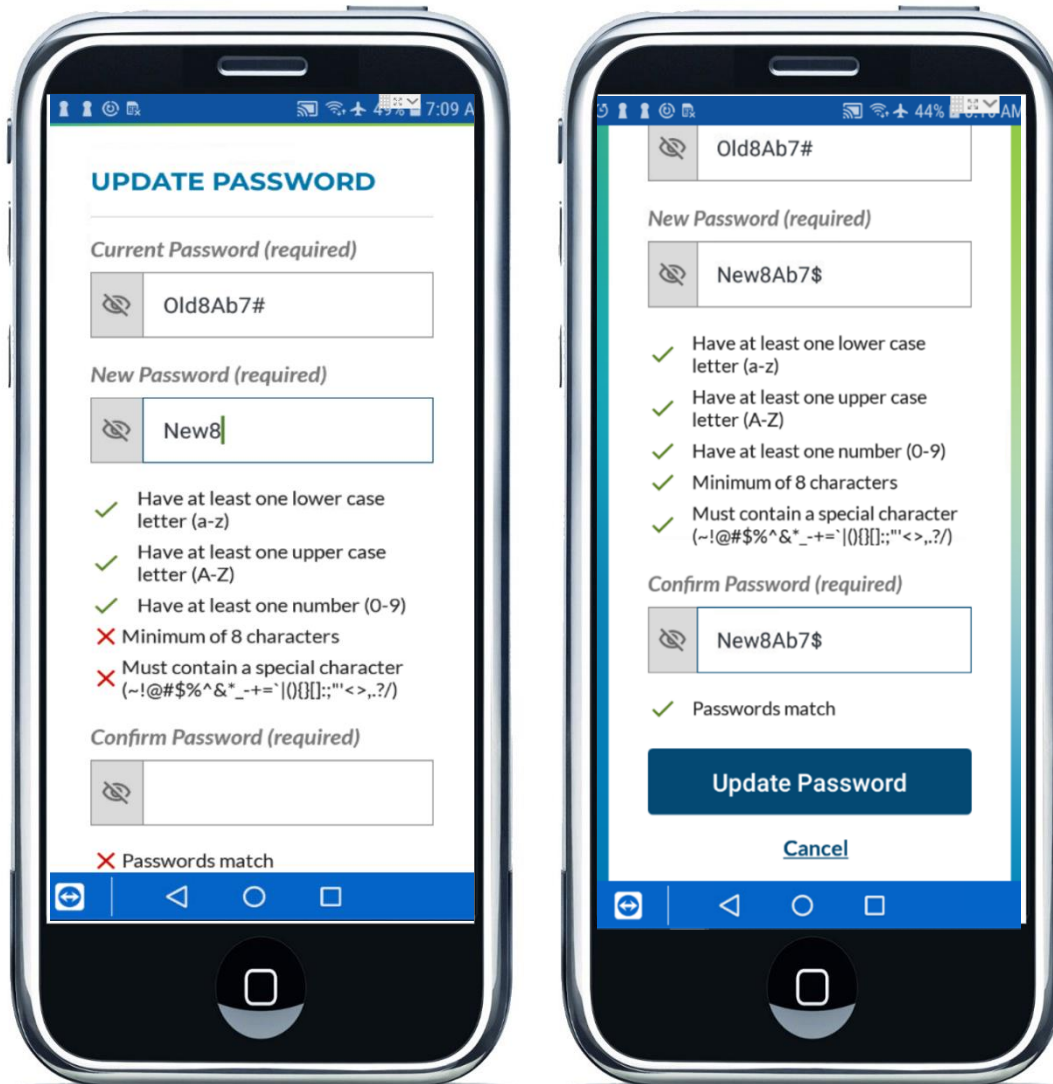 49% 7:09 A
UPDATE PASSWORD
Current Password (required)
Old8Ab7#
New Password (required)
New8
Have at least one lower case
letter (a-z)
Have at least one upper case
letter (A-Z)
Have at least one number (0-9)
Minimum of 8 characters
Must contain a special character
(~!@#$%^&*_-+=`|(){}[]:;"'<>,.?/)
Confirm Password (required)
Passwords match
44% AM
Old8Ab7#
New Password (required)
New8Ab7$
Have at least one lower case
letter (a-z)
Have at least one upper case
letter (A-Z)
Have at least one number (0-9)
Minimum of 8 characters
Must contain a special character
(~!@#$%^&*_-+=`|(){}[]:;"'<>,.?/)
Confirm Password (required)
New8Ab7$
Passwords match
Update Password
Cancel